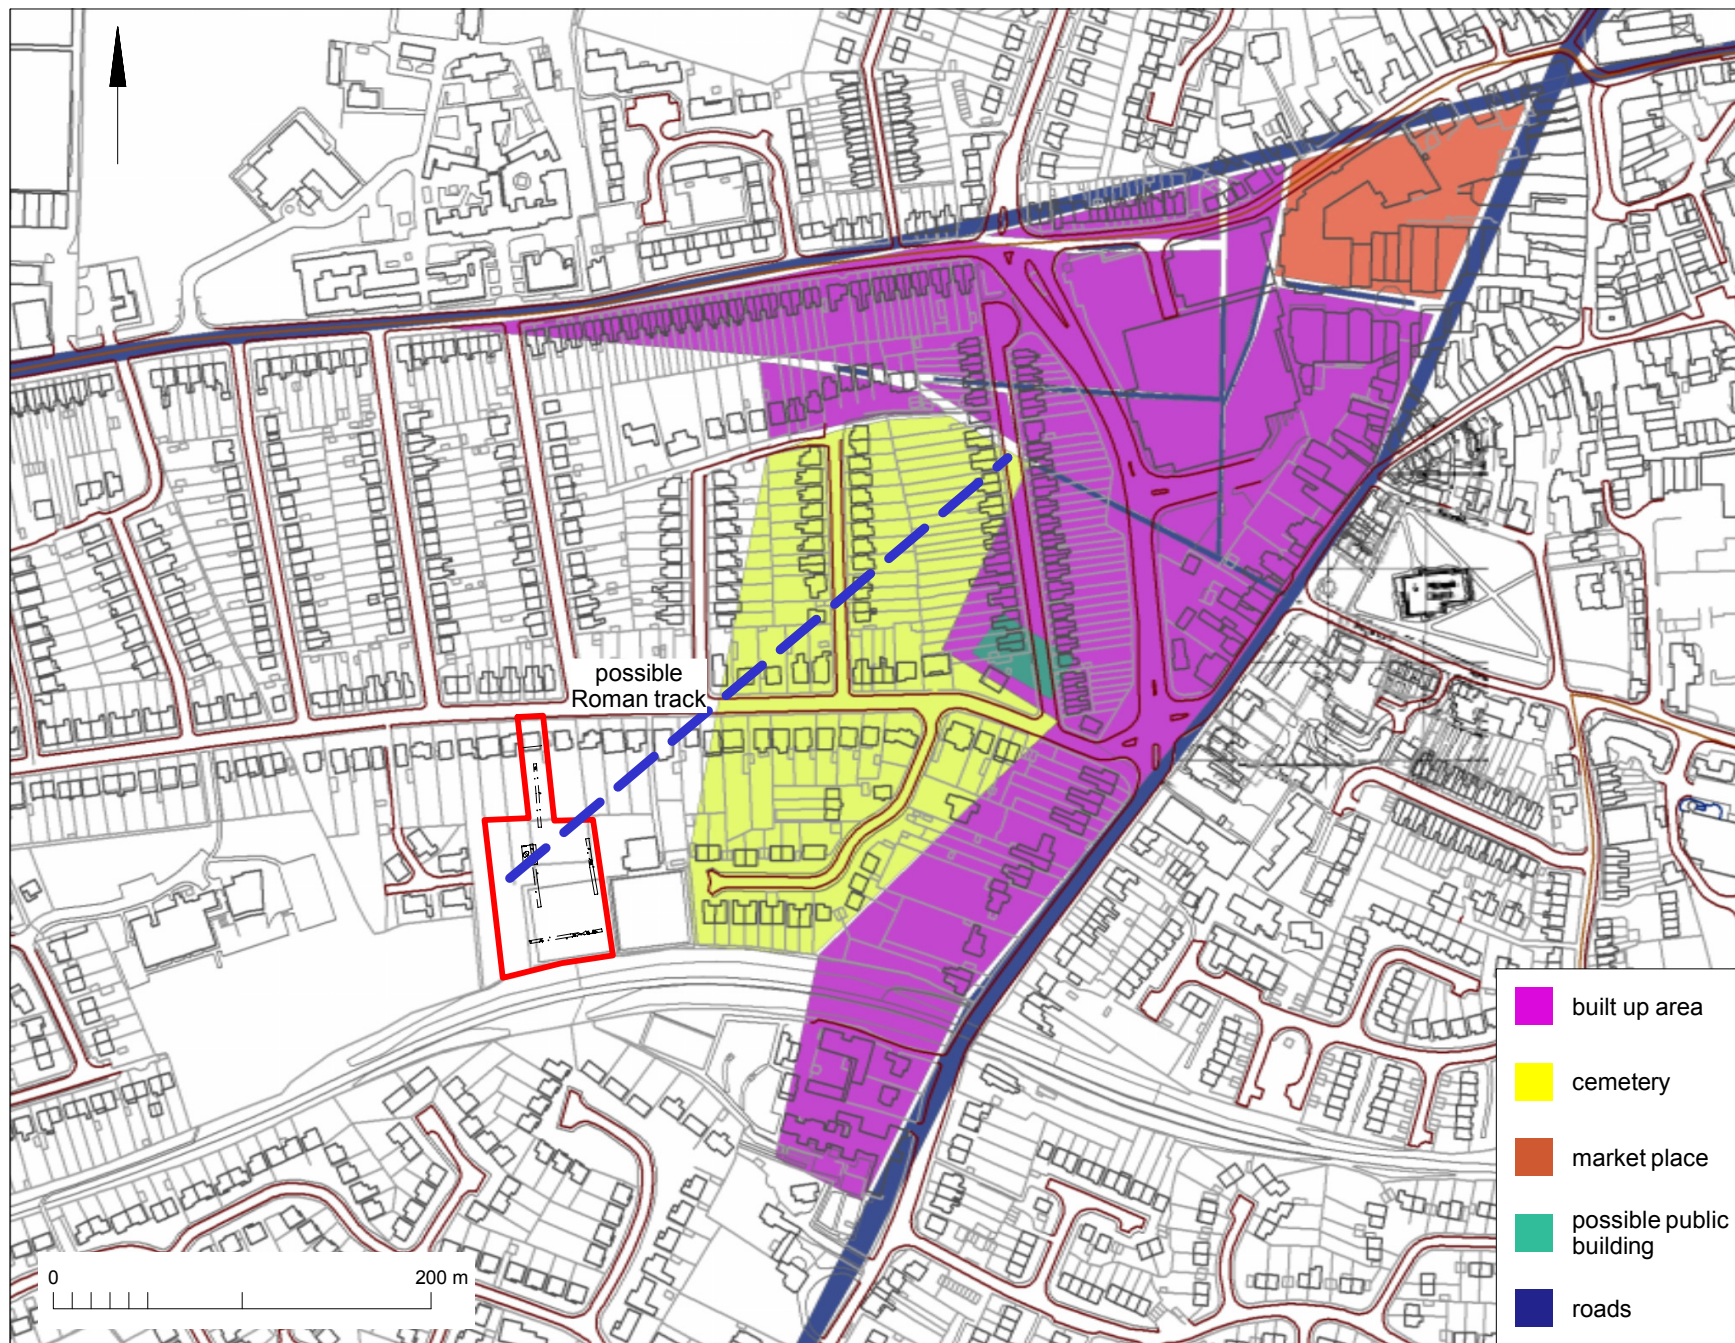 possible
Roman track
0
200 m
built up area
cemetery
market place
possible public
building
roads